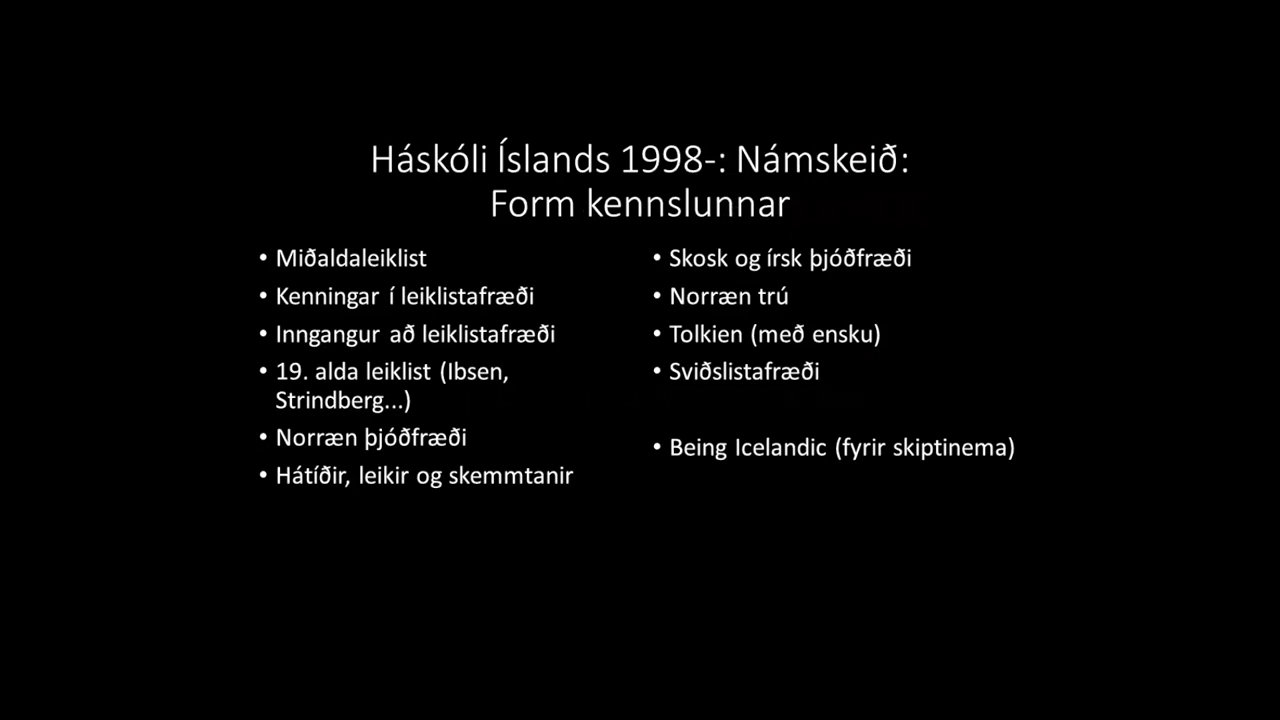 Háskóli Íslands 1998-: Námskeið:
Form kennslunnar
• Miðaldaleiklist
• Kenningar í leiklistafræði
• Inngangur að leiklistafræði
• 19. alda leiklist (Ibsen,
Strindberg...)
• Norræn þjóðfræði
• Hátíðir, leikir og skemmtanir
• Skosk og írsk þjóðfræði
• Norræn trú
• Tolkien (með ensku)
• Sviðslistafræði
• Being Icelandic (fyrir skiptinema)